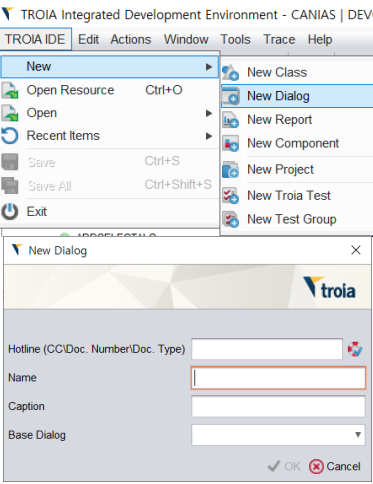 TROIA Integrated Development Environment - CANIAS | DEV
TROIA IDE Edit Actions Window Tools Trace Help
New
Open Resource Ctrl+O
Open
Recent Items
Save Ctrl+S
Save All Ctrl+Shift+S
Exit
New Class
New Dialog
New Report
New Component
New Project
New Troia Test
New Test Group
New Dialog
troia
Hotline (CC\Doc. Number\Doc. Type)
Name
Caption
Base Dialog
OK Cancel